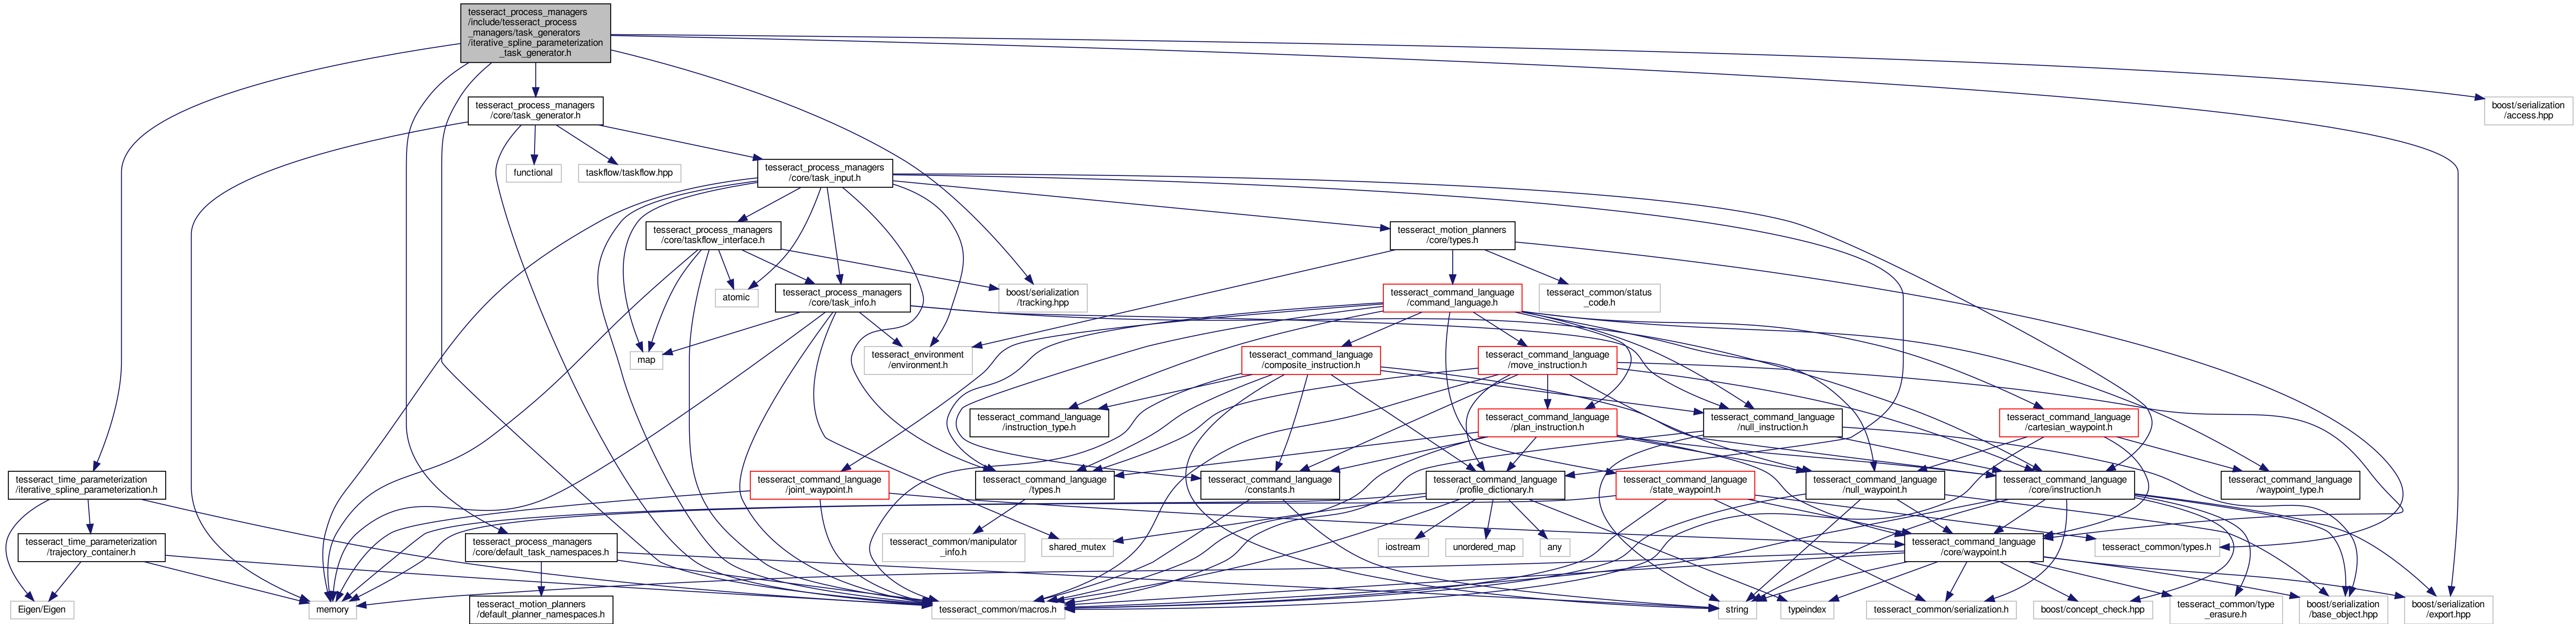 tesseract_process_managers
/include/tesseract_process
_managers/task_generators
/iterative_spline_parameterization
_task_generator.h
tesseract_process_managers
/core/task_generator.h
boost/serialization
/access.hpp
functional
taskflow/taskflow.hpp
tesseract_process_managers
/core/task_input.h
tesseract_process_managers
/core/taskflow_interface.h
tesseract_motion_planners
/core/types.h
atomic
tesseract_process_managers
/core/task_info.h
boost/serialization
/tracking.hpp
tesseract_command_language
/command_language.h
tesseract_common/status
_code.h
map
tesseract_environment
/environment.h
tesseract_command_language
/composite_instruction.h
tesseract_command_language
/move_instruction.h
tesseract_command_language
/instruction_type.h
tesseract_command_language
/plan_instruction.h
tesseract_command_language
/null_instruction.h
tesseract_command_language
/cartesian_waypoint.h
tesseract_time_parameterization
/iterative_spline_parameterization.h
tesseract_command_language
/joint_waypoint.h
tesseract_command_language
/types.h
tesseract_command_language
/constants.h
tesseract_command_language
/profile_dictionary.h
tesseract_command_language
/state_waypoint.h
tesseract_command_language
/null_waypoint.h
tesseract_command_language
/core/instruction.h
tesseract_command_language
/waypoint_type.h
tesseract_time_parameterization
/trajectory_container.h
tesseract_process_managers
/core/default_task_namespaces.h
tesseract_common/manipulator
_info.h
shared_mutex
iostream
unordered_map
any
tesseract_command_language
/core/waypoint.h
tesseract_common/types.h
Eigen/Eigen
memory
tesseract_motion_planners
/default_planner_namespaces.h
tesseract_common/macros.h
string
typeindex
tesseract_common/serialization.h
boost/concept_check.hpp
tesseract_common/type
_erasure.h
boost/serialization
/base_object.hpp
boost/serialization
/export.hpp